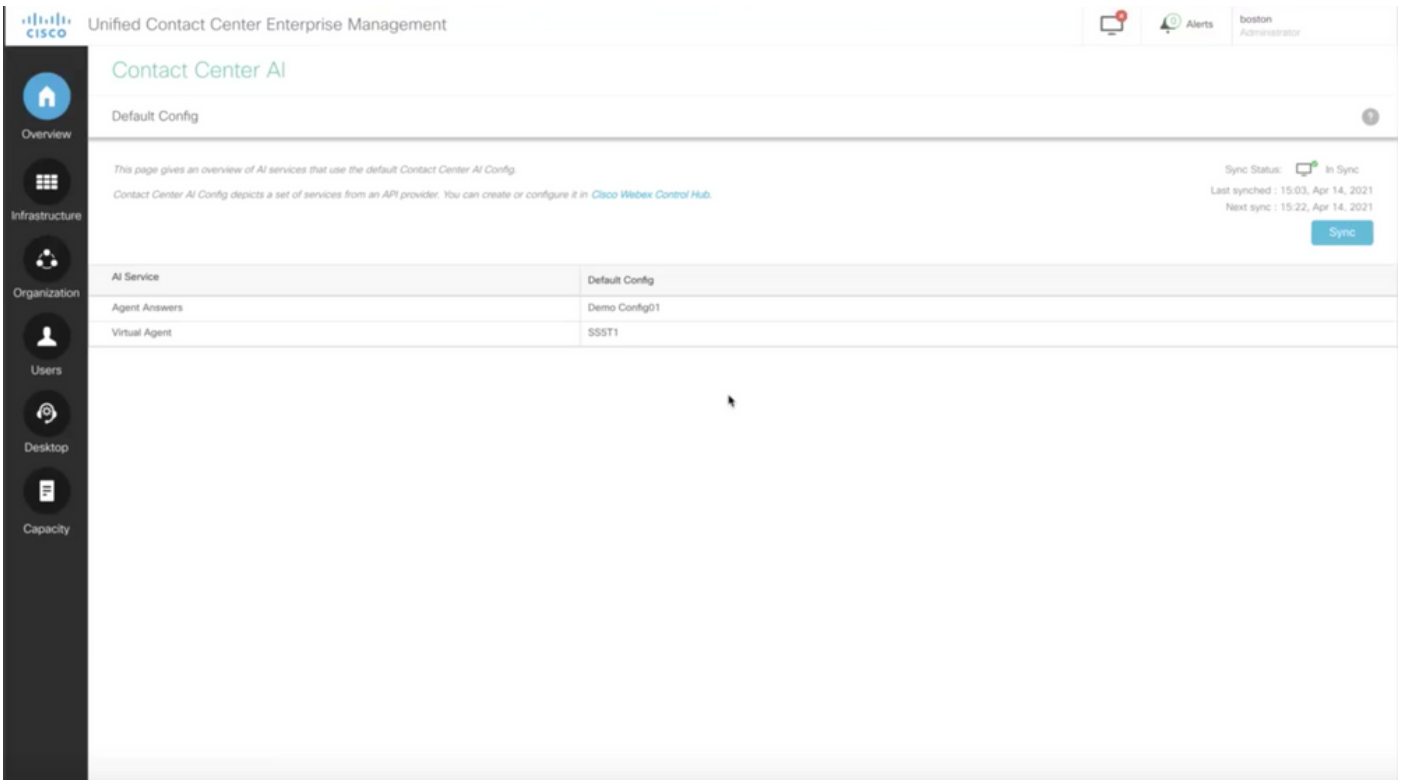 CISCO
Unified Contact Center Enterprise Management
0
Alerts
boston
Administrator
Contact Center AI
Default Config
?
Overview
Infrastructure
Organization
Users
Desktop
Capacity
This page gives an overview of AI services that use the default Contact Center AI Config.
Contact Center AI Config depicts a set of services from an API provider. You can create or configure it in Cisco Webex Control Hub.
Sync Status: In Sync
Last synched : 15:03, Apr 14, 2021
Next sync : 15:22, Apr 14, 2021
Sync
AI Service Default Config
Agent Answers Demo Config01
Virtual Agent SS5T1